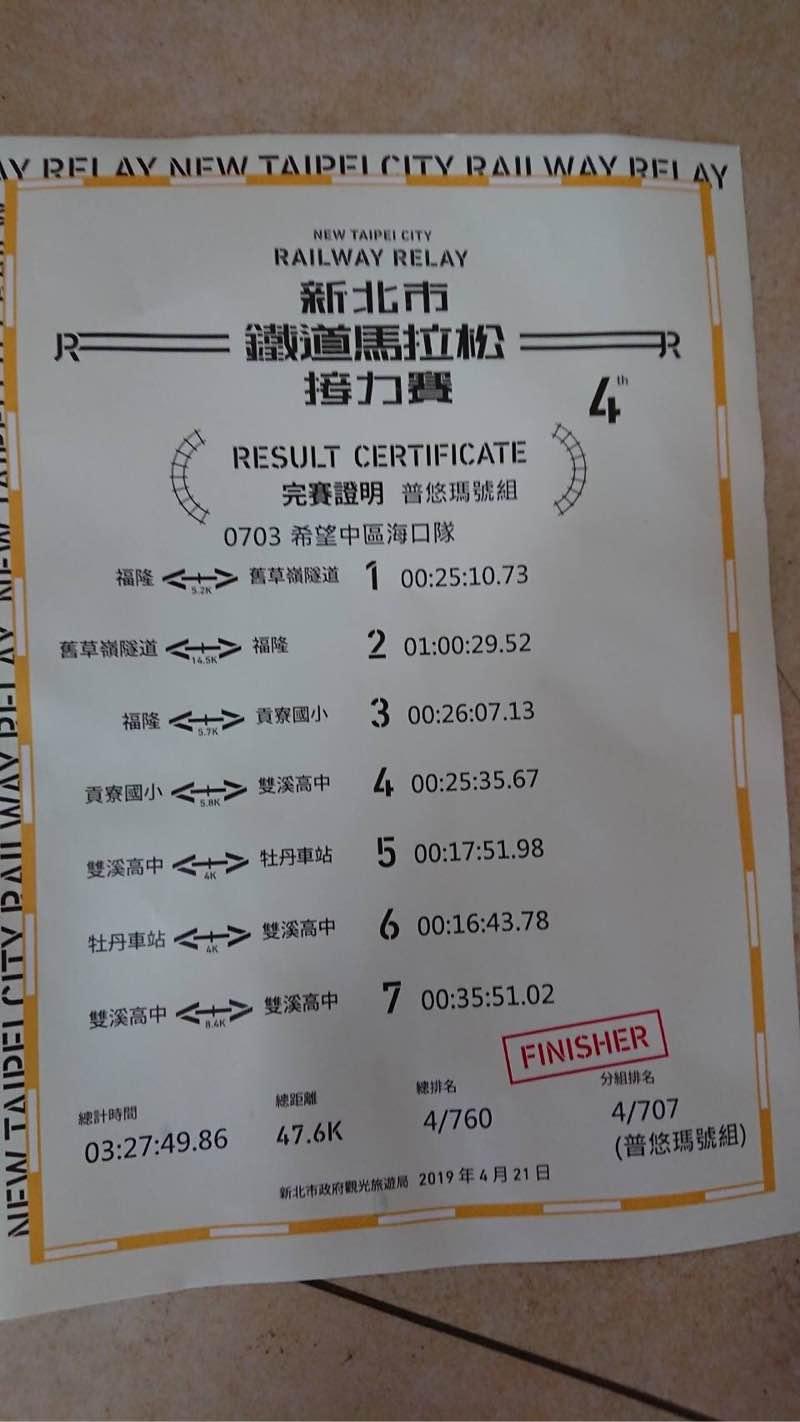 AY RELAY NEW TAIPEI CITY RAILWAY RELAY
NEW TAIPEI CITY
RAILWAY RELAY
新北市
JR 鐵道馬拉松 JR
接力賽
4th
RESULT CERTIFICATE
完賽證明 普悠瑪號組
0703 希望中區海口隊
福隆 5.2K 舊草嶺隧道 1 00:25:10.73
舊草嶺隧道 14.5K 福隆 2 01:00:29.52
福隆 5.7K 貢寮國小 3 00:26:07.13
貢寮國小 5.8K 雙溪高中 4 00:25:35.67
雙溪高中 4K 牡丹車站 5 00:17:51.98
牡丹車站 4K 雙溪高中 6 00:16:43.78
雙溪高中 8.4K 雙溪高中 7 00:35:51.02
FINISHER
總計時間 總距離 總排名 分組排名
03:27:49.86 47.6K 4/760 4/707
(普悠瑪號組)
新北市政府觀光旅遊局 2019 年 4 月 21 日
NEW TAIPEI CITY RAILWAY RELAY NEW TAIPEI